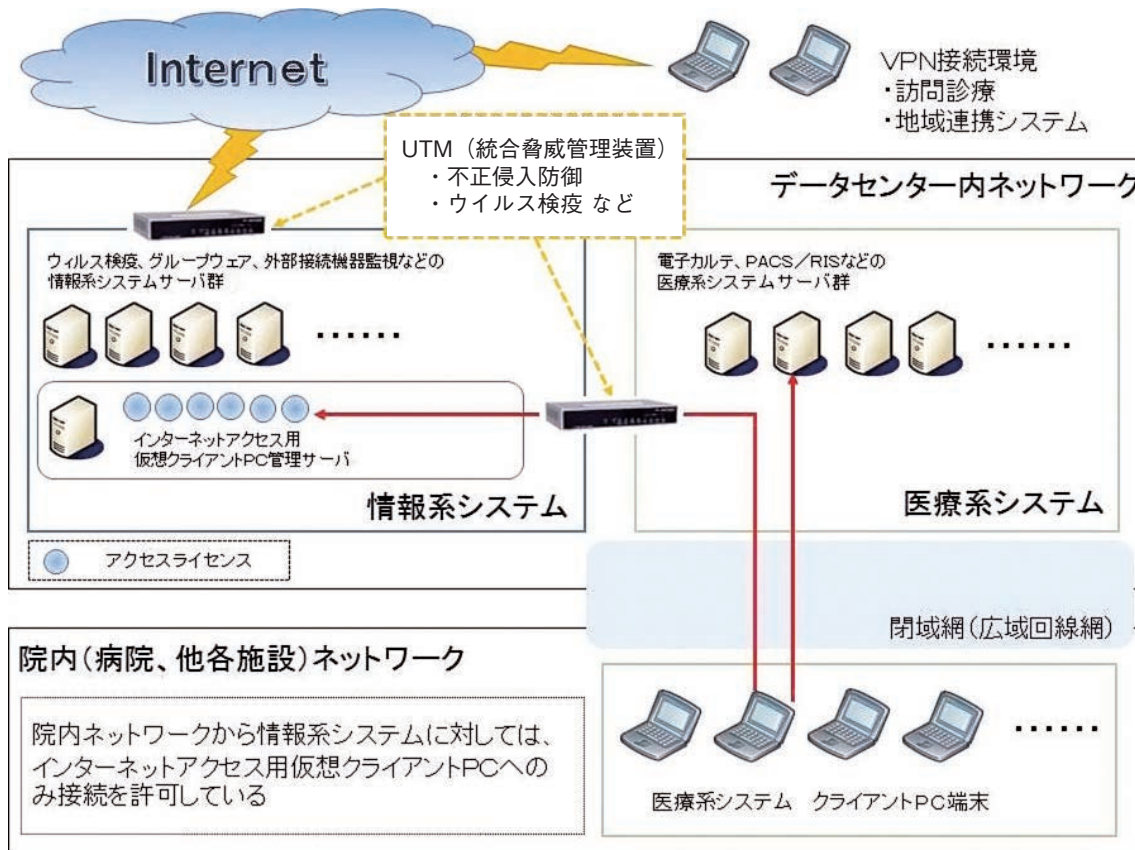 Internet
VPN接続環境
・訪問診療
・地域連携システム
UTM（統合脅威管理装置）
・不正侵入防御
・ウイルス検疫 など
データセンター内ネットワーク
ウィルス検疫、グループウェア、外部接続機器監視などの
情報系システムサーバ群
……
電子カルテ、PACS／RISなどの
医療系システムサーバ群
……
インターネットアクセス用
仮想クライアントPC管理サーバ
情報系システム
医療系システム
アクセスライセンス
閉域網（広域回線網）
院内（病院、他各施設）ネットワーク
院内ネットワークから情報系システムに対しては、
インターネットアクセス用仮想クライアントPCへの
み接続を許可している
……
医療系システム クライアントPC端末